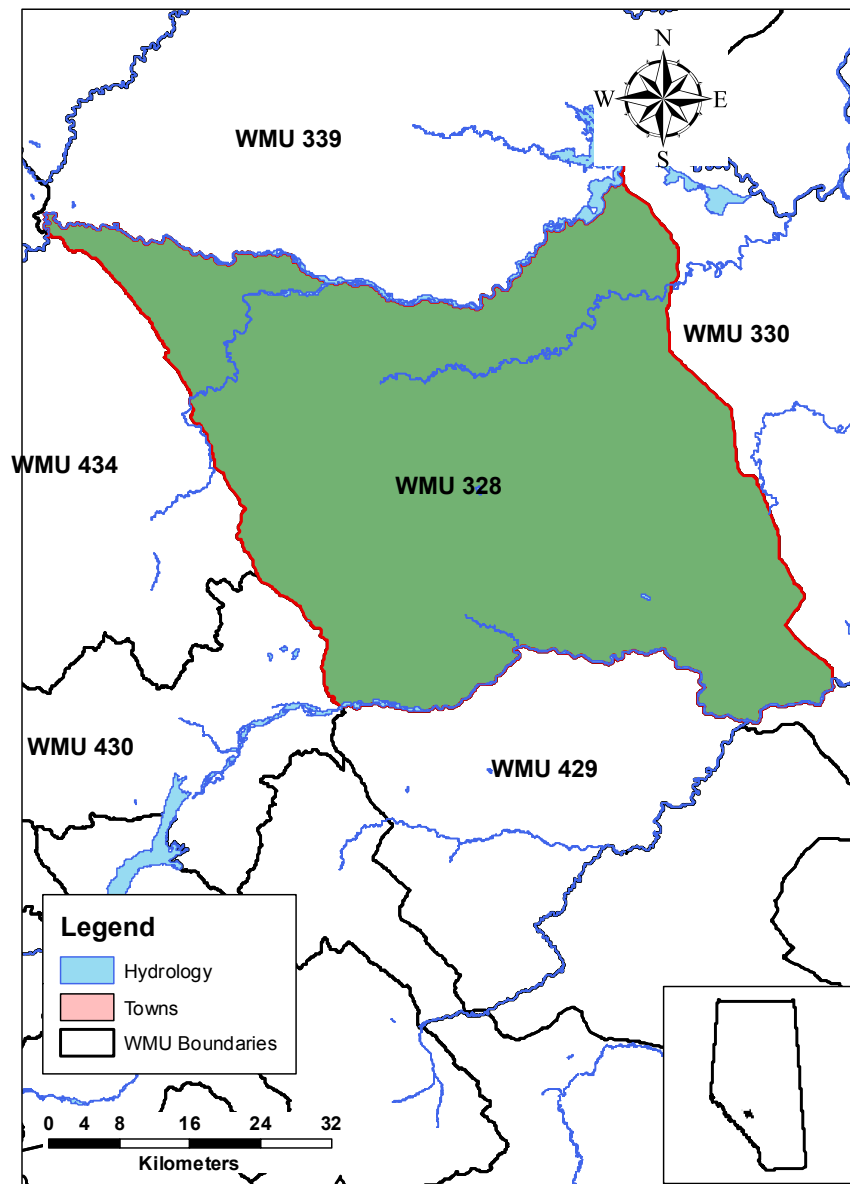 N
W E
S
WMU 339
WMU 330
WMU 434
WMU 328
WMU 430
WMU 429
Legend
Hydrology
Towns
WMU Boundaries
0 8 16 24 32
Kilometers